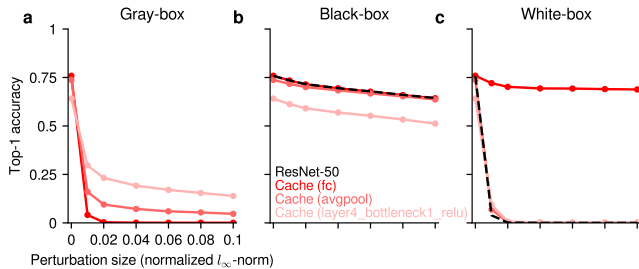 a Gray-box b Black-box c White-box
1
0.75
0.5
0.25
0
Top-1 accuracy
ResNet-50
Cache (fc)
Cache (avgpool)
Cache (layer4_bottleneck1_relu)
0 0.02 0.04 0.06 0.08 0.1
Perturbation size (normalized l∞-norm)